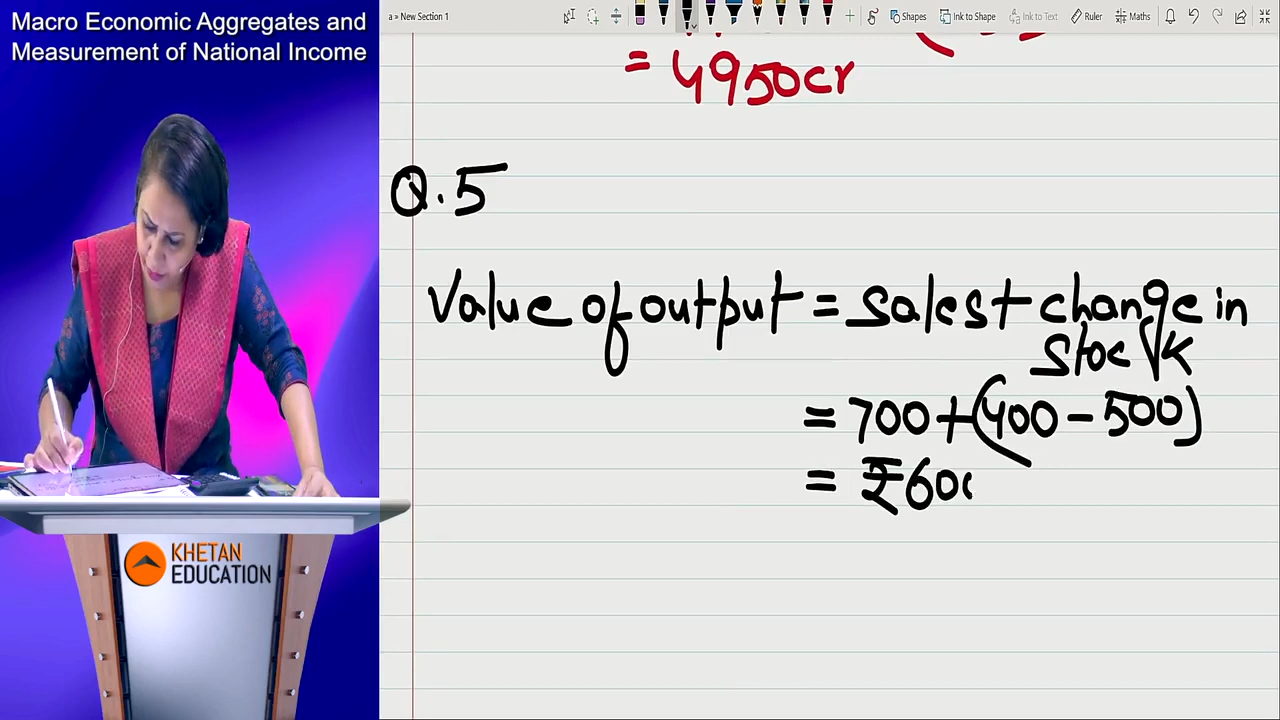 Macro Economic Aggregates and
Measurement of National Income
a » New Section 1
Shapes
Ink to Shape
Ink to Text
Ruler
Maths
= 4950cr
Q.5
Value of output = Sales + change in
Stock
= 700 + (400 - 500)
= ₹600
KHETAN
EDUCATION